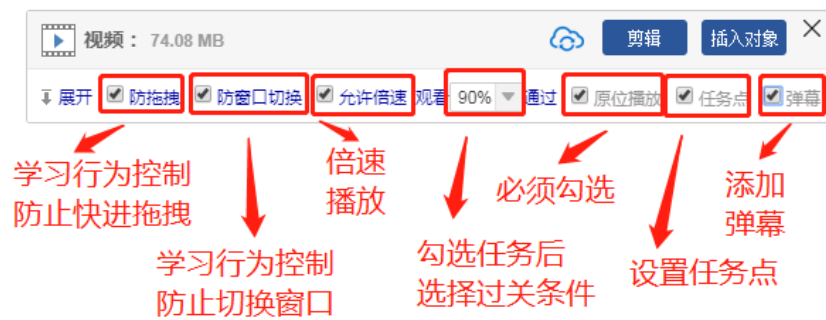 视频： 74.08 MB 剪辑 插入对象
展开 防拖拽 防窗口切换 允许倍速 观看 90% 通过 原位播放 任务点 弹幕
学习行为控制
防止快进拖拽
倍速
播放
必须勾选
添加
弹幕
学习行为控制
防止切换窗口
勾选任务后
选择过关条件
设置任务点